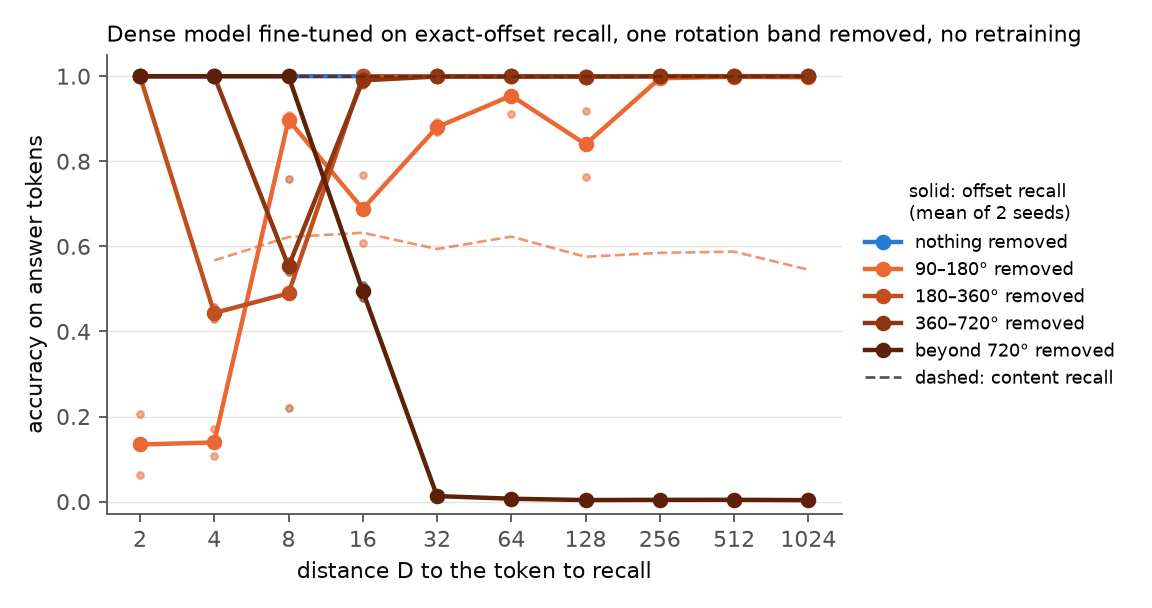 Dense model fine-tuned on exact-offset recall, one rotation band removed, no retraining
accuracy on answer tokens
1.0
0.8
0.6
0.4
0.2
0.0
2 4 8 16 32 64 128 256 512 1024
distance D to the token to recall
solid: offset recall
(mean of 2 seeds)
nothing removed
90–180° removed
180–360° removed
360–720° removed
beyond 720° removed
dashed: content recall